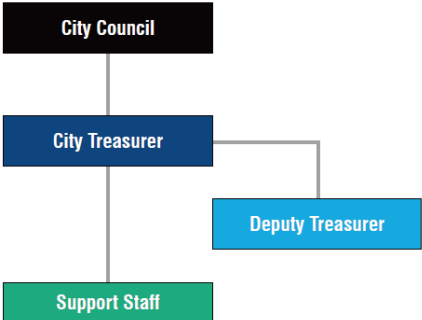 City Council
City Treasurer
Deputy Treasurer
Support Staff